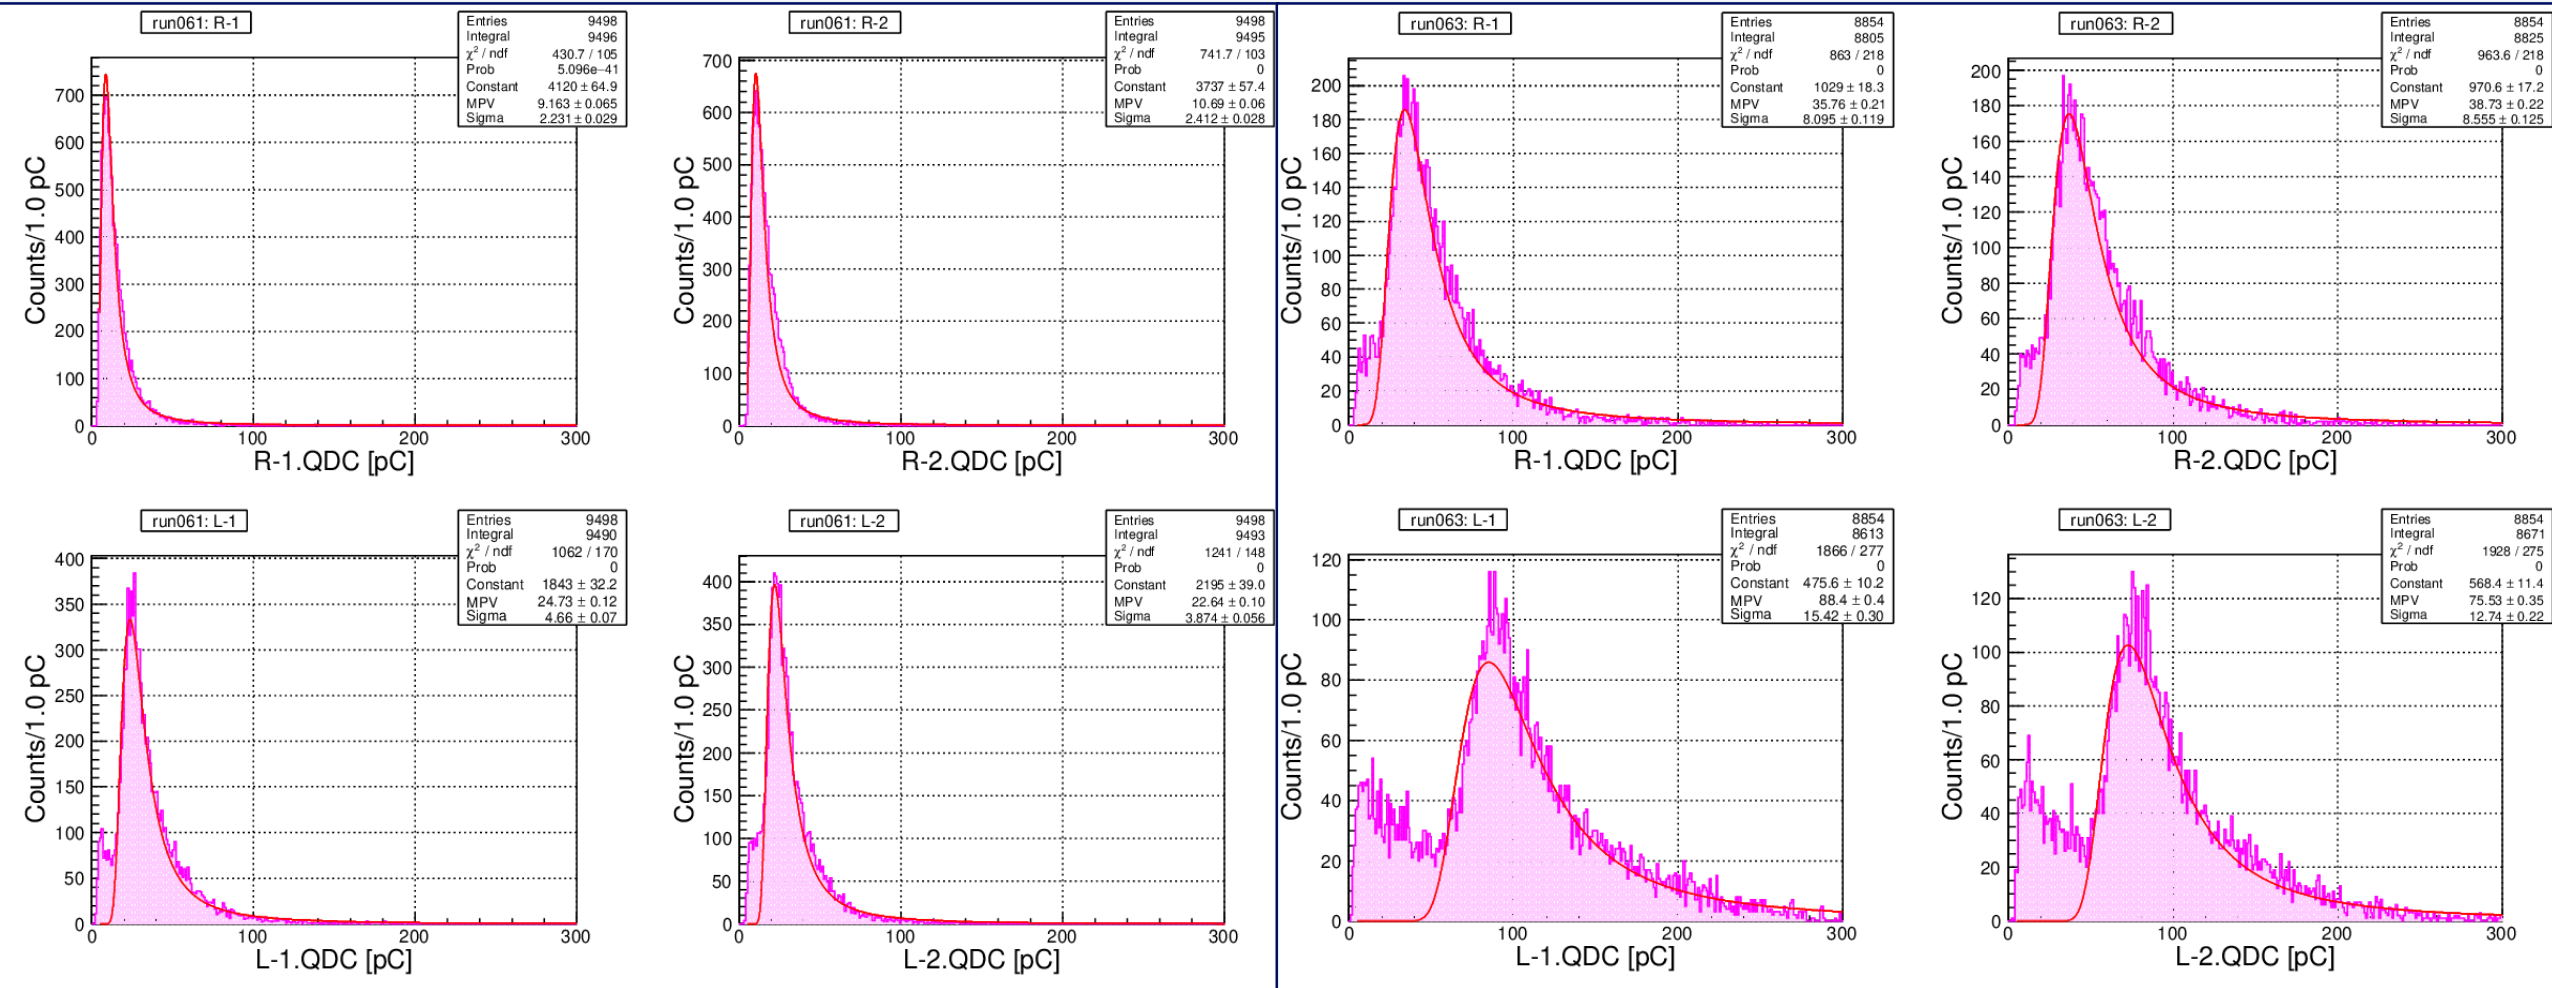 run061: R-1
Entries 9498
Integral 9496
χ² / ndf 430.7 / 105
Prob 5.096e−41
Constant 4120 ± 64.9
MPV 9.163 ± 0.065
Sigma 2.231 ± 0.029
Counts/1.0 pC
700
600
500
400
300
200
100
0
0 100 200 300
R-1.QDC [pC]
run061: R-2
Entries 9498
Integral 9495
χ² / ndf 741.7 / 103
Prob 0
Constant 3737 ± 57.4
MPV 10.69 ± 0.06
Sigma 2.412 ± 0.028
Counts/1.0 pC
700
600
500
400
300
200
100
0
0 100 200 300
R-2.QDC [pC]
run063: R-1
Entries 8854
Integral 8805
χ² / ndf 863 / 218
Prob 0
Constant 1029 ± 18.3
MPV 35.76 ± 0.21
Sigma 8.095 ± 0.119
Counts/1.0 pC
200
180
160
140
120
100
80
60
40
20
0
0 100 200 300
R-1.QDC [pC]
run063: R-2
Entries 8854
Integral 8825
χ² / ndf 963.6 / 218
Prob 0
Constant 970.6 ± 17.2
MPV 38.73 ± 0.22
Sigma 8.555 ± 0.125
Counts/1.0 pC
200
180
160
140
120
100
80
60
40
20
0
0 100 200 300
R-2.QDC [pC]
run061: L-1
Entries 9498
Integral 9490
χ² / ndf 1062 / 170
Prob 0
Constant 1843 ± 32.2
MPV 24.73 ± 0.12
Sigma 4.66 ± 0.07
Counts/1.0 pC
400
350
300
250
200
150
100
50
0
0 100 200 300
L-1.QDC [pC]
run061: L-2
Entries 9498
Integral 9493
χ² / ndf 1241 / 148
Prob 0
Constant 2195 ± 39.0
MPV 22.64 ± 0.10
Sigma 3.874 ± 0.056
Counts/1.0 pC
400
350
300
250
200
150
100
50
0
0 100 200 300
L-2.QDC [pC]
run063: L-1
Entries 8854
Integral 8613
χ² / ndf 1866 / 277
Prob 0
Constant 475.6 ± 10.2
MPV 88.4 ± 0.4
Sigma 15.42 ± 0.30
Counts/1.0 pC
120
100
80
60
40
20
0
0 100 200 300
L-1.QDC [pC]
run063: L-2
Entries 8854
Integral 8671
χ² / ndf 1928 / 275
Prob 0
Constant 568.4 ± 11.4
MPV 75.53 ± 0.35
Sigma 12.74 ± 0.22
Counts/1.0 pC
120
100
80
60
40
20
0
0 100 200 300
L-2.QDC [pC]